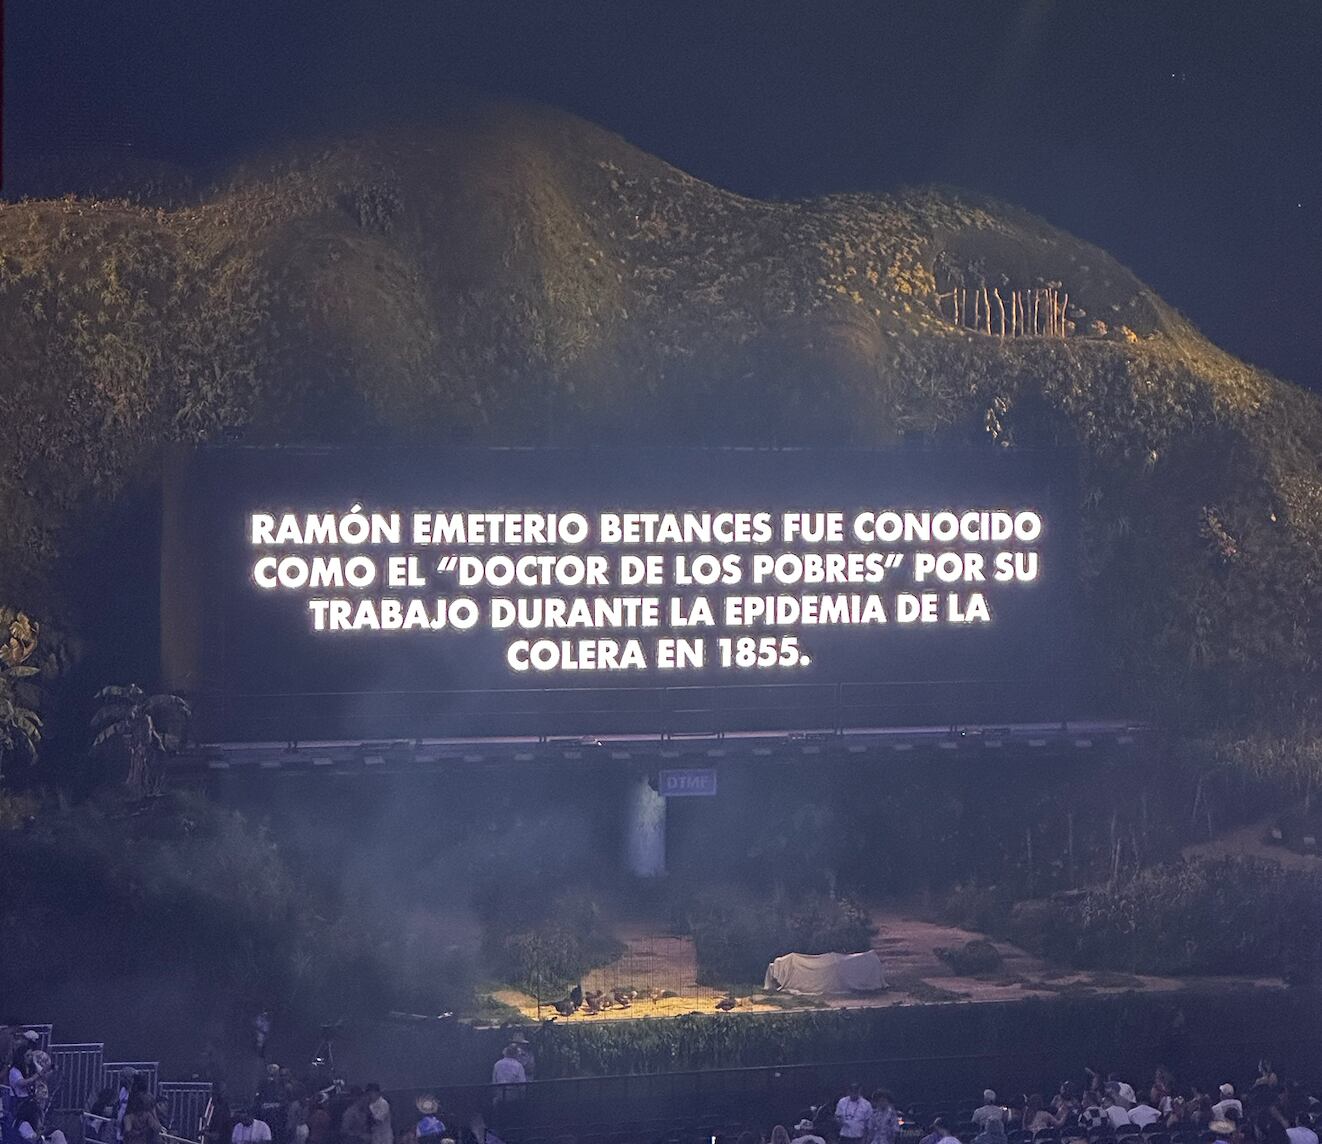 RAMÓN EMETERIO BETANCES FUE CONOCIDO
COMO EL “DOCTOR DE LOS POBRES” POR SU
TRABAJO DURANTE LA EPIDEMIA DE LA
COLERA EN 1855.
DTMF